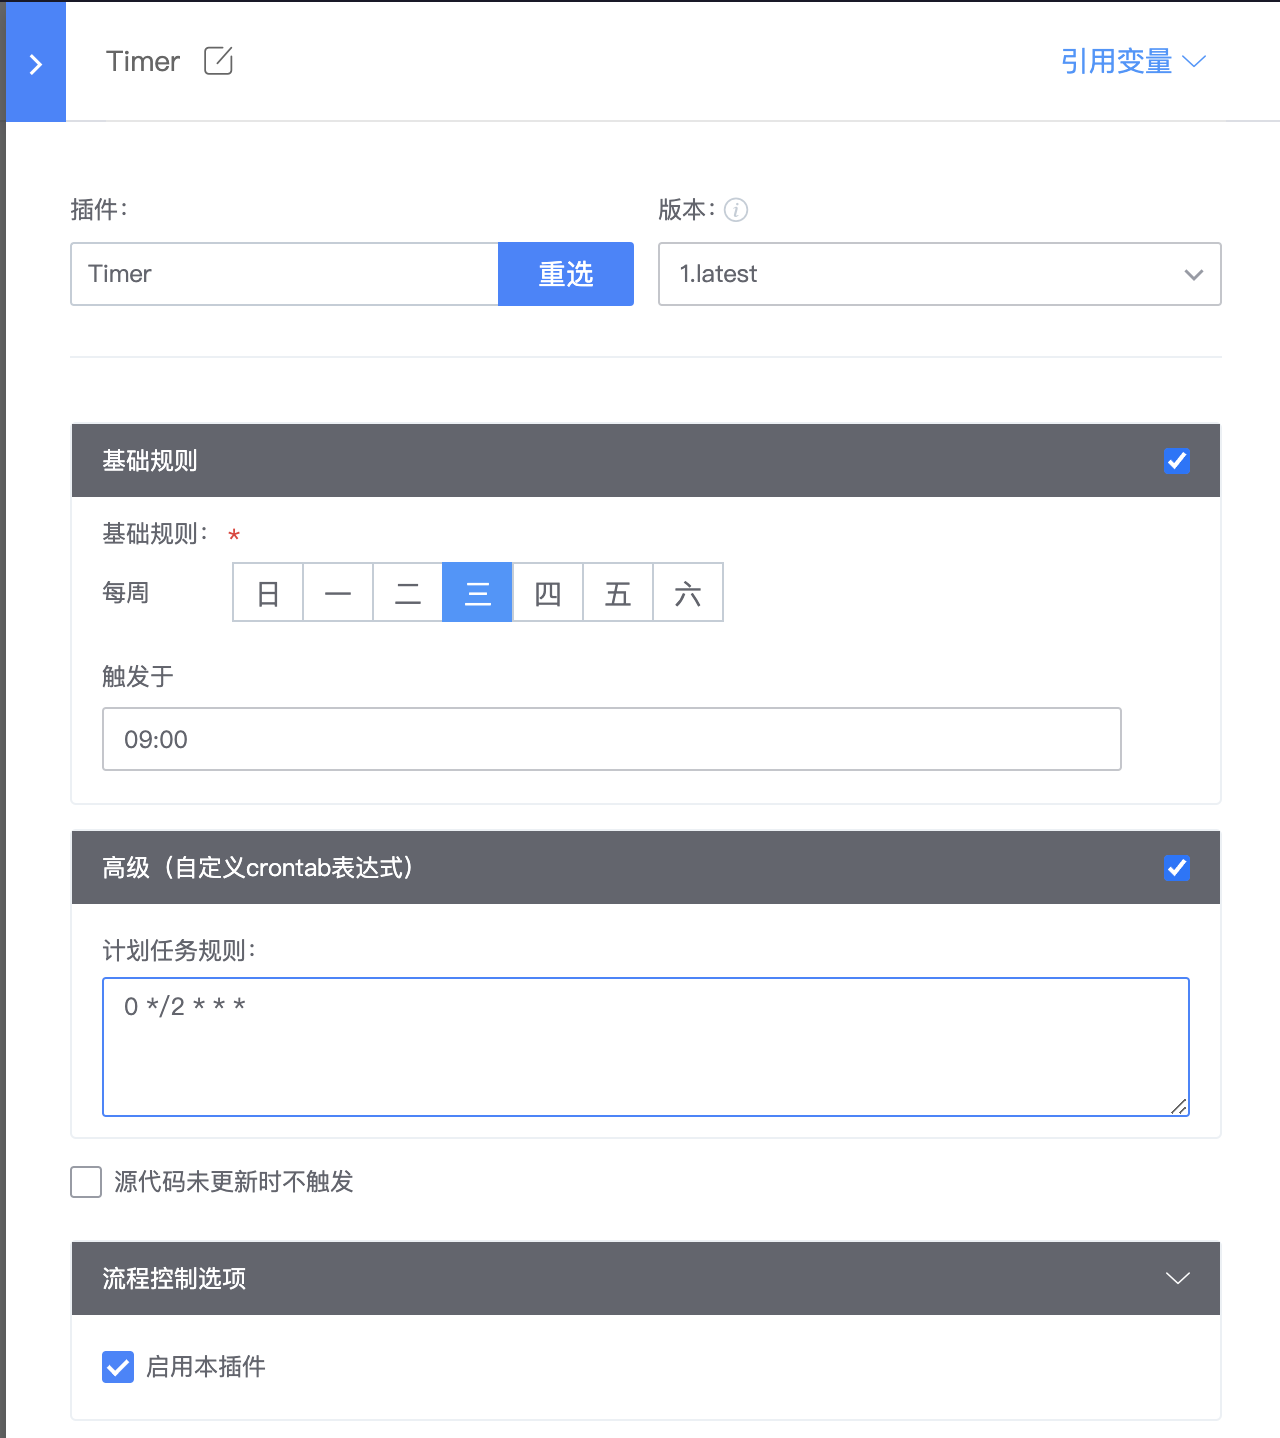 Timer
引用变量
插件：
版本：
Timer
重选
1.latest
基础规则
基础规则： *
每周
日 一 二 三 四 五 六
触发于
09:00
高级（自定义crontab表达式）
计划任务规则：
0 */2 * * *
源代码未更新时不触发
流程控制选项
启用本插件